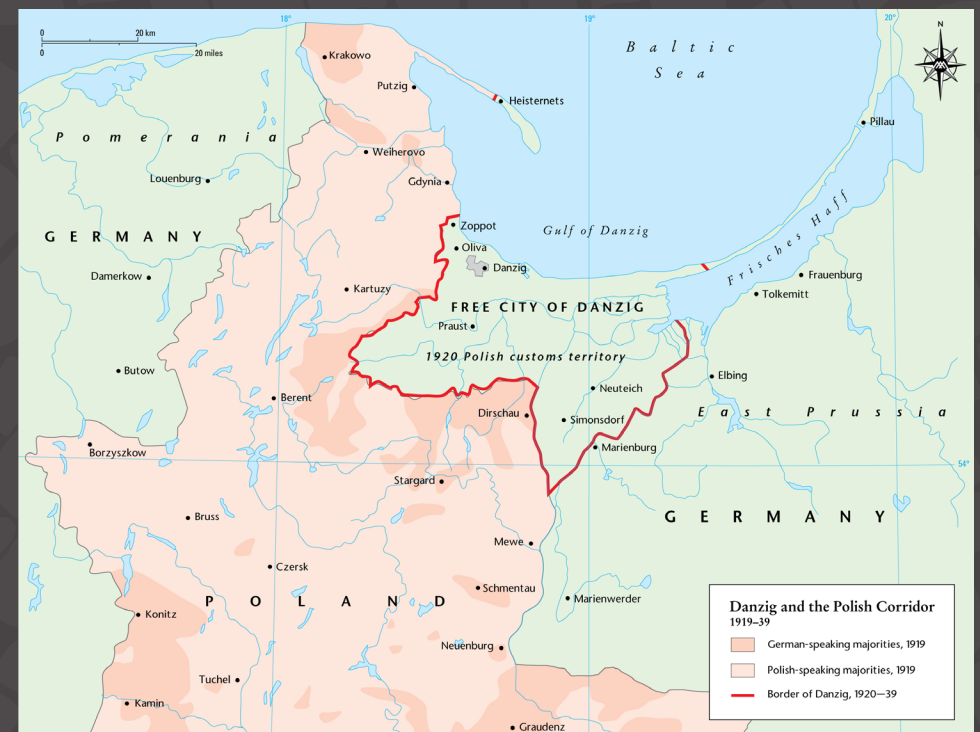 18°
19°
20°
0
20 km
0
20 miles
N
Baltic
Sea
Krakowo
Putzig
Heisternets
Pillau
Pomerania
Weiherovo
Louenburg
Gdynia
Frisches Haff
Zoppot
Gulf of Danzig
GERMANY
Oliva
Danzig
Damerkow
Frauenburg
Kartuzy
Tolkemitt
FREE CITY OF DANZIG
Praust
1920 Polish customs territory
Butow
Elbing
Neuteich
Berent
Dirschau
East Prussia
Simonsdorf
Borzyszkow
Marienburg
54°
Stargard
Bruss
GERMANY
Mewe
Czersk
Schmentau
Marienwerder
POLAND
Konitz
Neuenburg
Tuchel
Kamin
Graudenz
Danzig and the Polish Corridor
1919–39
German-speaking majorities, 1919
Polish-speaking majorities, 1919
Border of Danzig, 1920—39